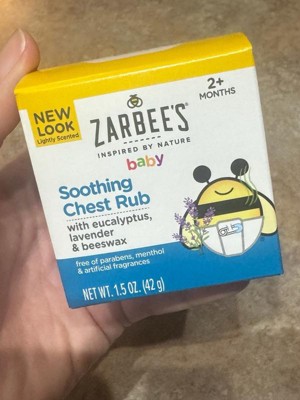 NEW
LOOK
Lightly Scented
2+
MONTHS
ZARBEE'S
INSPIRED BY NATURE
baby
Soothing
Chest Rub
with eucalyptus,
lavender
& beeswax
free of parabens, menthol
& artificial fragrances
NET WT. 1.5 OZ. (42 g)